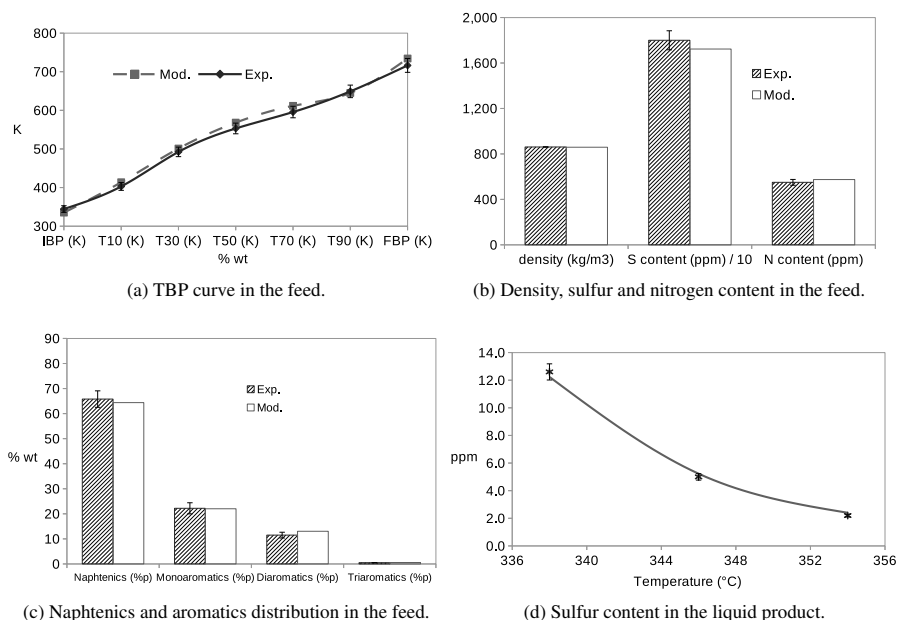 800
700
600
500
400
300
K
Mod.
Exp.
IBP (K) T10 (K) T30 (K) T50 (K) T70 (K) T90 (K) FBP (K)
% wt
(a) TBP curve in the feed.
2,000
1,600
1,200
800
400
0
Exp.
Mod.
density (kg/m3) S content (ppm) / 10 N content (ppm)
(b) Density, sulfur and nitrogen content in the feed.
90
80
70
60
50
40
30
20
10
0
% wt
Exp.
Mod.
Naphtenics (%p) Monoaromatics (%p) Diaromatics (%p) Triaromatics (%p)
(c) Naphtenics and aromatics distribution in the feed.
14.0
12.0
10.0
8.0
6.0
4.0
2.0
0.0
ppm
336 340 344 348 352 356
Temperature (°C)
(d) Sulfur content in the liquid product.